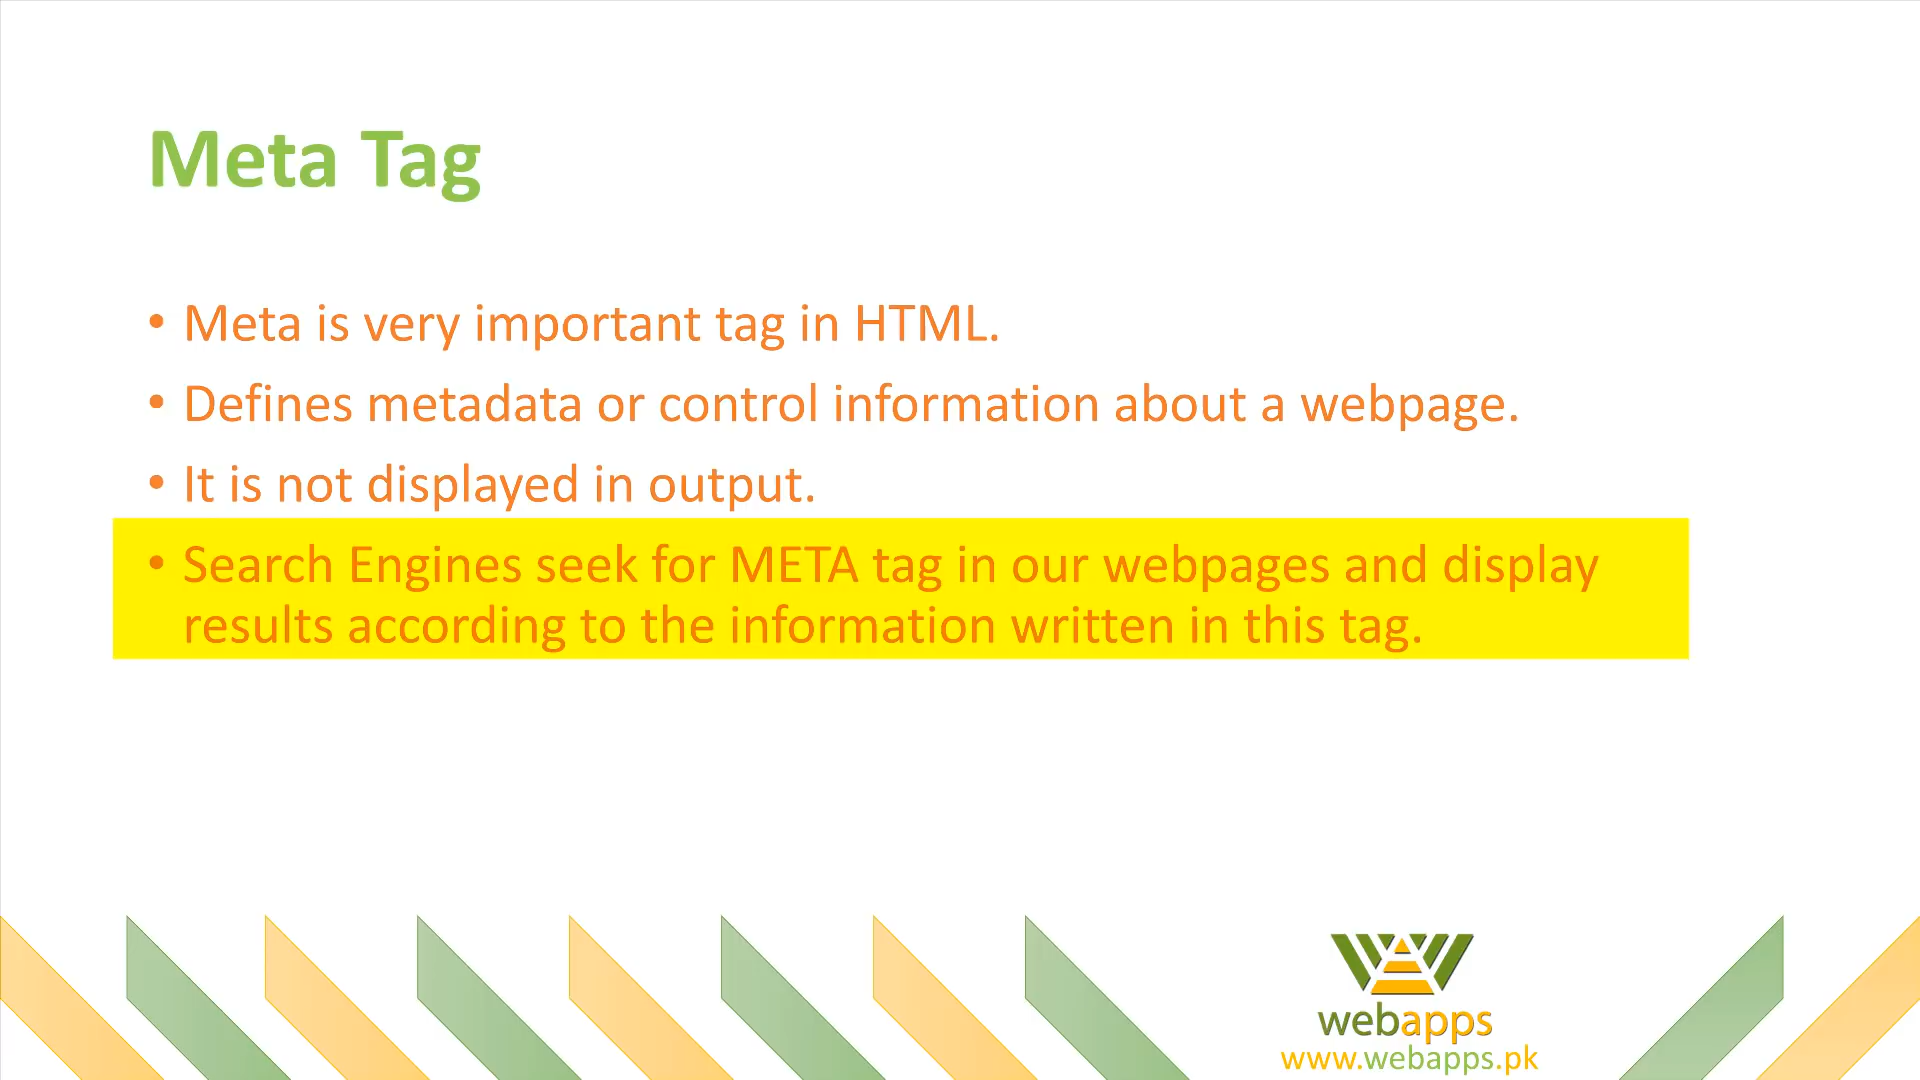 Meta Tag
• Meta is very important tag in HTML.
• Defines metadata or control information about a webpage.
• It is not displayed in output.
• Search Engines seek for META tag in our webpages and display
results according to the information written in this tag.
webapps
www.webapps.pk